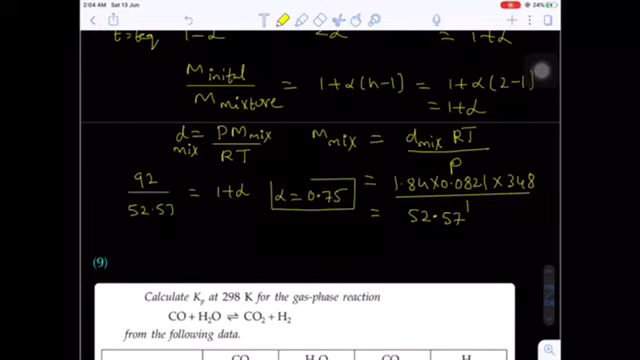 2:04 AM Sat 13 Jun
24%
T
t=teq 1-α 2α = 1+α
M initial / M mixture = 1+α(n-1) = 1+α(2-1)
= 1+α
d mix = PM mix / RT M mix = d mix RT / P
92 / 52.57 = 1+α α = 0.75 = 1.84×0.0821×348 / 1
= 52.57
(9)
Calculate Kp at 298 K for the gas-phase reaction
CO + H2O ⇌ CO2 + H2
from the following data.